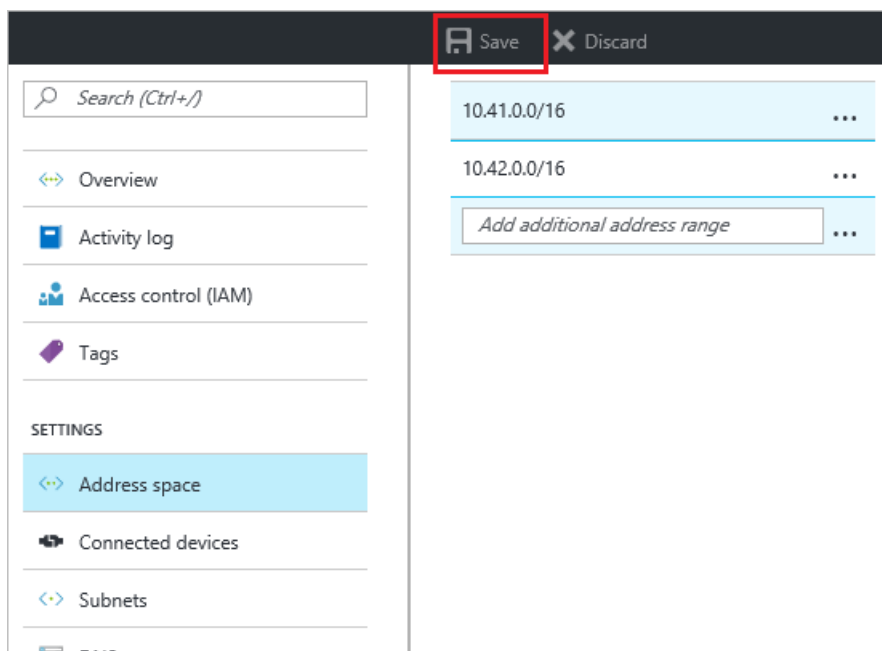 Save
Discard
Search (Ctrl+/)
Overview
Activity log
Access control (IAM)
Tags
SETTINGS
Address space
Connected devices
Subnets
10.41.0.0/16
...
10.42.0.0/16
...
Add additional address range
...